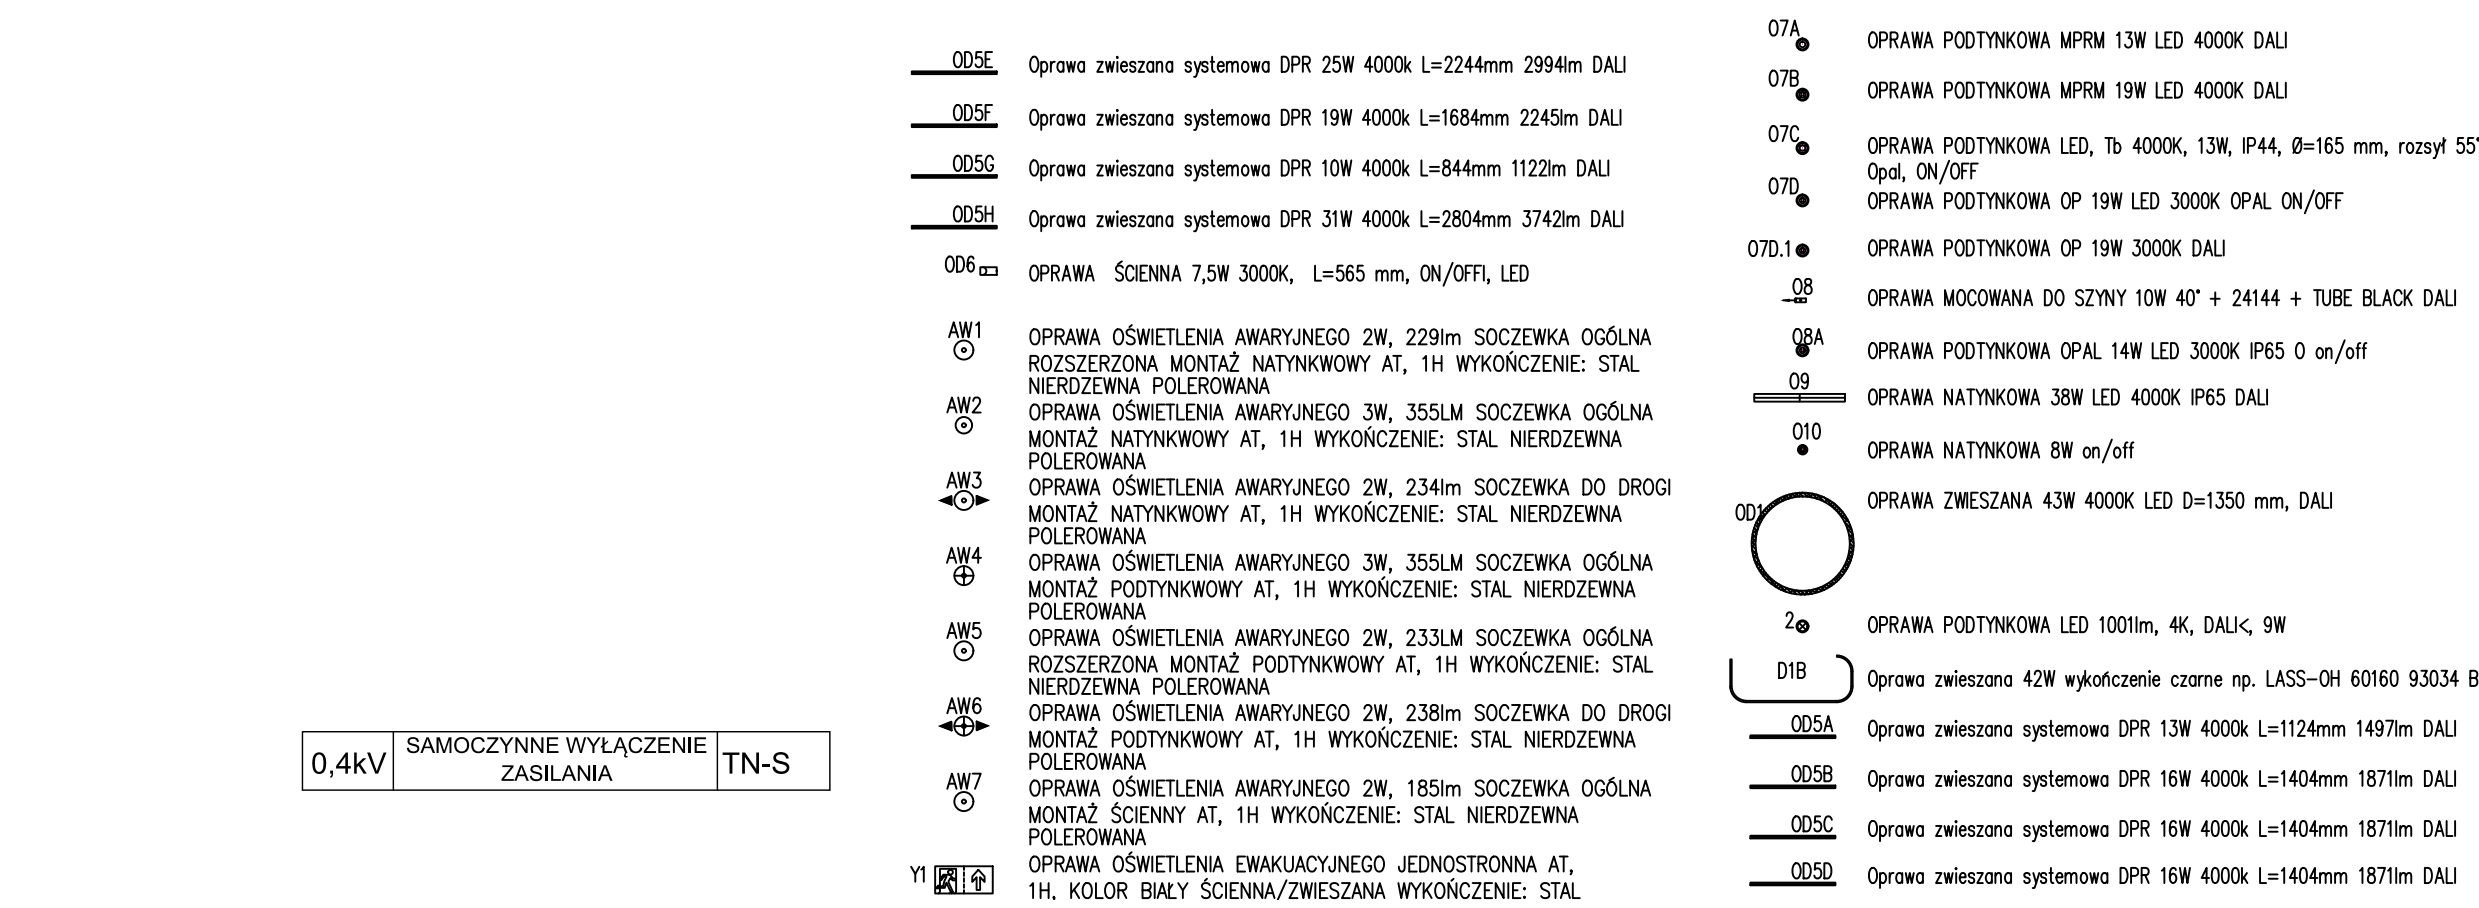 0,4kV
SAMOCZYNNE WYŁĄCZENIE
ZASILANIA
TN-S
OD5E Oprawa zwieszana systemowa DPR 25W 4000k L=2244mm 2994lm DALI
OD5F Oprawa zwieszana systemowa DPR 19W 4000k L=1684mm 2245lm DALI
OD5G Oprawa zwieszana systemowa DPR 10W 4000k L=844mm 1122lm DALI
OD5H Oprawa zwieszana systemowa DPR 31W 4000k L=2804mm 3742lm DALI
OD6 OPRAWA ŚCIENNA 7,5W 3000K, L=565 mm, ON/OFFI, LED
AW1 OPRAWA OŚWIETLENIA AWARYJNEGO 2W, 229lm SOCZEWKA OGÓLNA
ROZSZERZONA MONTAŻ NATYNKWOWY AT, 1H WYKOŃCZENIE: STAL
NIERDZEWNA POLEROWANA
AW2 OPRAWA OŚWIETLENIA AWARYJNEGO 3W, 355LM SOCZEWKA OGÓLNA
MONTAŻ NATYNKWOWY AT, 1H WYKOŃCZENIE: STAL NIERDZEWNA
POLEROWANA
AW3 OPRAWA OŚWIETLENIA AWARYJNEGO 2W, 234lm SOCZEWKA DO DROGI
MONTAŻ NATYNKWOWY AT, 1H WYKOŃCZENIE: STAL NIERDZEWNA
POLEROWANA
AW4 OPRAWA OŚWIETLENIA AWARYJNEGO 3W, 355LM SOCZEWKA OGÓLNA
MONTAŻ PODTYNKWOWY AT, 1H WYKOŃCZENIE: STAL NIERDZEWNA
POLEROWANA
AW5 OPRAWA OŚWIETLENIA AWARYJNEGO 2W, 233LM SOCZEWKA OGÓLNA
ROZSZERZONA MONTAŻ PODTYNKWOWY AT, 1H WYKOŃCZENIE: STAL
NIERDZEWNA POLEROWANA
AW6 OPRAWA OŚWIETLENIA AWARYJNEGO 2W, 238lm SOCZEWKA DO DROGI
MONTAŻ PODTYNKWOWY AT, 1H WYKOŃCZENIE: STAL NIERDZEWNA
POLEROWANA
AW7 OPRAWA OŚWIETLENIA AWARYJNEGO 2W, 185lm SOCZEWKA OGÓLNA
MONTAŻ ŚCIENNY AT, 1H WYKOŃCZENIE: STAL NIERDZEWNA
POLEROWANA
Y1 OPRAWA OŚWIETLENIA EWAKUACYJNEGO JEDNOSTRONNA AT,
1H, KOLOR BIAŁY ŚCIENNA/ZWIESZANA WYKOŃCZENIE: STAL
O7A OPRAWA PODTYNKOWA MPRM 13W LED 4000K DALI
O7B OPRAWA PODTYNKOWA MPRM 19W LED 4000K DALI
O7C OPRAWA PODTYNKOWA LED, Tb 4000K, 13W, IP44, Ø=165 mm, rozsył 55°
Opal, ON/OFF
O7D OPRAWA PODTYNKOWA OP 19W LED 3000K OPAL ON/OFF
O7D.1 OPRAWA PODTYNKOWA OP 19W 3000K DALI
O8 OPRAWA MOCOWANA DO SZYNY 10W 40° + 24144 + TUBE BLACK DALI
O8A OPRAWA PODTYNKOWA OPAL 14W LED 3000K IP65 O on/off
O9 OPRAWA NATYNKOWA 38W LED 4000K IP65 DALI
O10 OPRAWA NATYNKOWA 8W on/off
OD1 OPRAWA ZWIESZANA 43W 4000K LED D=1350 mm, DALI
2 OPRAWA PODTYNKOWA LED 1001lm, 4K, DALI<, 9W
D1B Oprawa zwieszana 42W wykończenie czarne np. LASS-OH 60160 93034 B
OD5A Oprawa zwieszana systemowa DPR 13W 4000k L=1124mm 1497lm DALI
OD5B Oprawa zwieszana systemowa DPR 16W 4000k L=1404mm 1871lm DALI
OD5C Oprawa zwieszana systemowa DPR 16W 4000k L=1404mm 1871lm DALI
OD5D Oprawa zwieszana systemowa DPR 16W 4000k L=1404mm 1871lm DALI